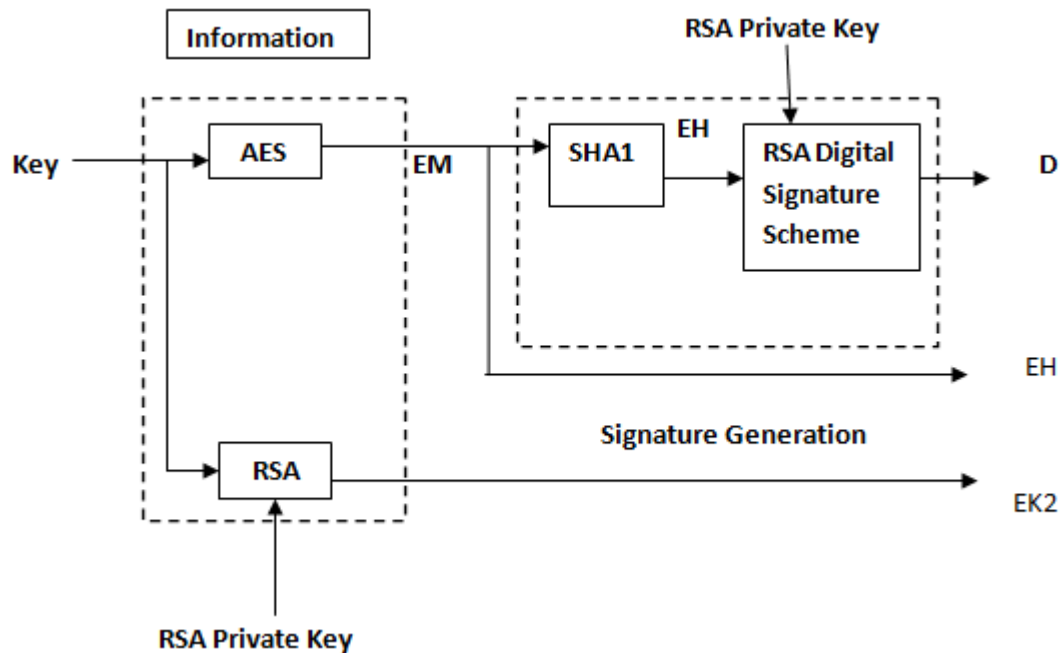 Information
RSA Private Key
Key
AES
EM
SHA1
EH
RSA Digital
Signature
Scheme
D
EH
Signature Generation
RSA
EK2
RSA Private Key